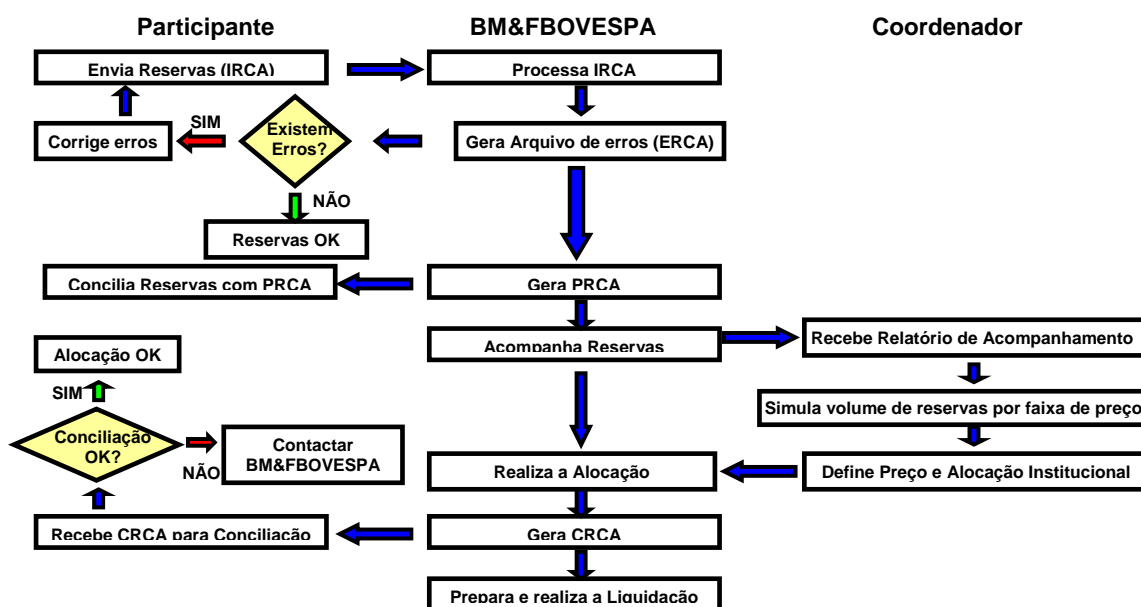 Participante
BM&FBOVESPA
Coordenador
Envia Reservas (IRCA)
Processa IRCA
SIM
Existem
Erros?
Corrige erros
Gera Arquivo de erros (ERCA)
NÃO
Reservas OK
Concilia Reservas com PRCA
Gera PRCA
Acompanha Reservas
Recebe Relatório de Acompanhamento
Alocação OK
SIM
Simula volume de reservas por faixa de preço
Conciliação
OK?
NÃO
Contactar
BM&FBOVESPA
Realiza a Alocação
Define Preço e Alocação Institucional
Recebe CRCA para Conciliação
Gera CRCA
Prepara e realiza a Liquidação